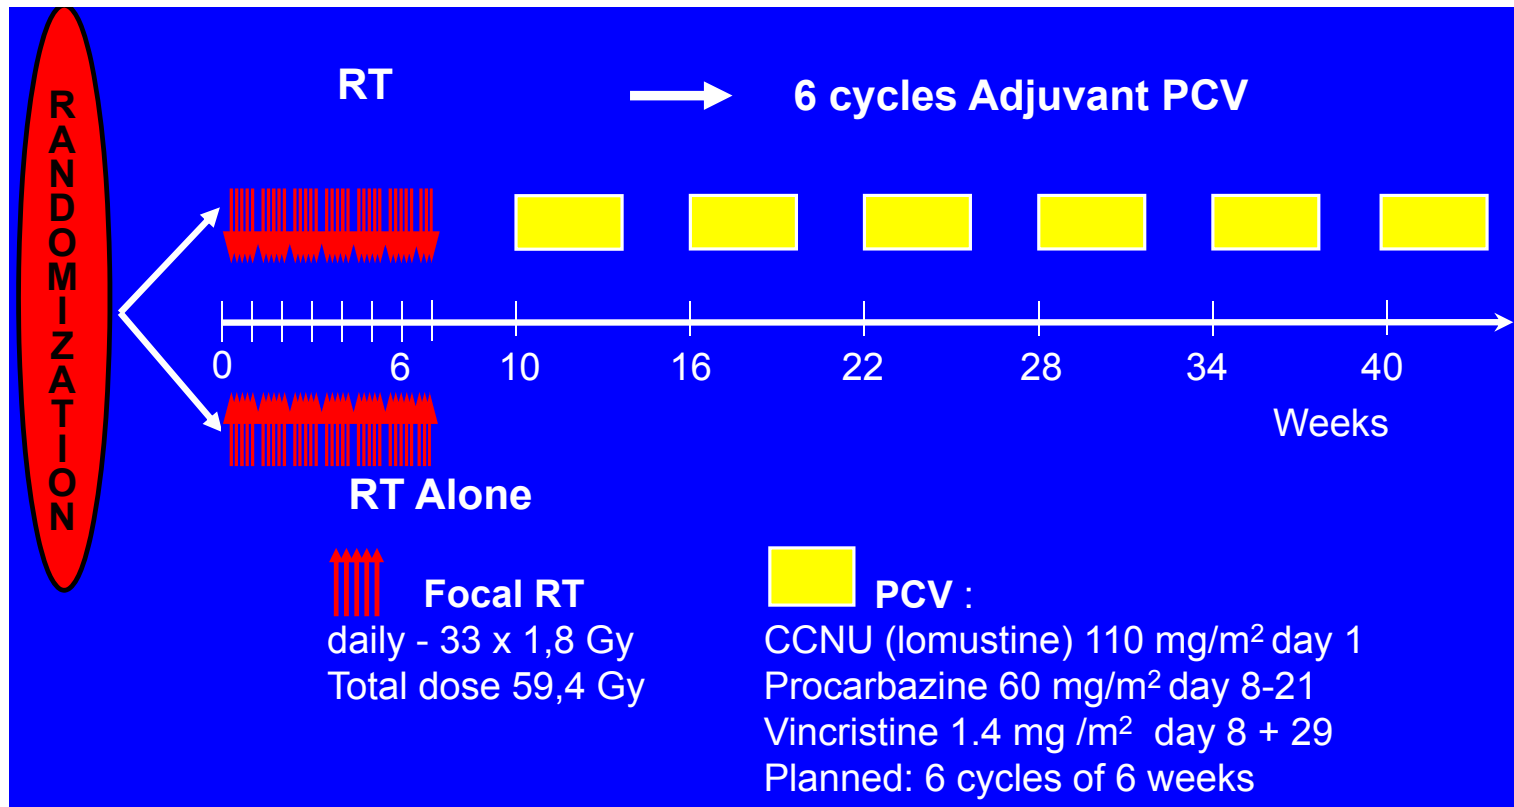 RANDOMIZATION
RT
6 cycles Adjuvant PCV
0 6 10 16 22 28 34 40
Weeks
RT Alone
Focal RT
daily - 33 x 1,8 Gy
Total dose 59,4 Gy
PCV :
CCNU (lomustine) 110 mg/m² day 1
Procarbazine 60 mg/m² day 8-21
Vincristine 1.4 mg /m² day 8 + 29
Planned: 6 cycles of 6 weeks